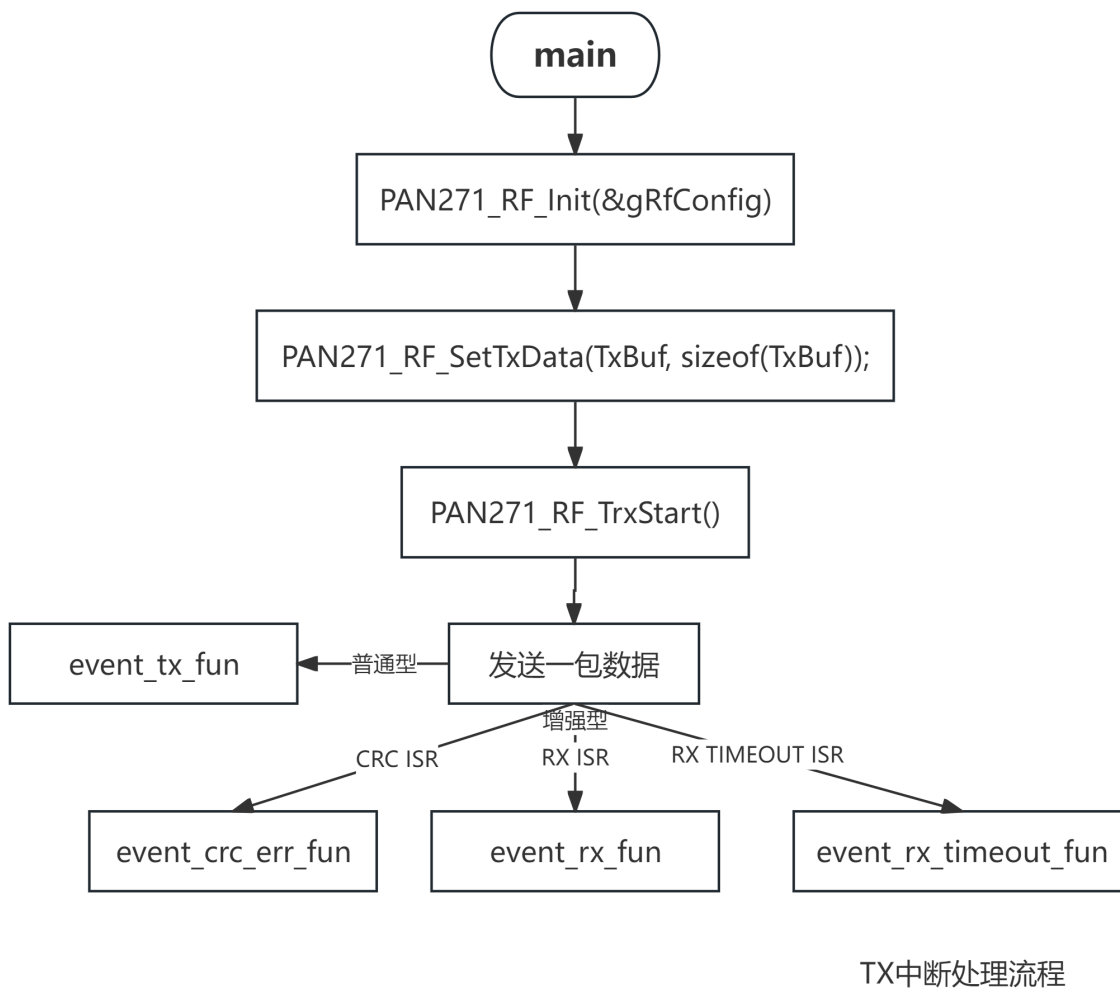 main
PAN271_RF_Init(&gRfConfig)
PAN271_RF_SetTxData(TxBuf, sizeof(TxBuf));
PAN271_RF_TrxStart()
event_tx_fun
普通型
发送一包数据
增强型
CRC ISR
RX ISR
RX TIMEOUT ISR
event_crc_err_fun
event_rx_fun
event_rx_timeout_fun
TX中断处理流程